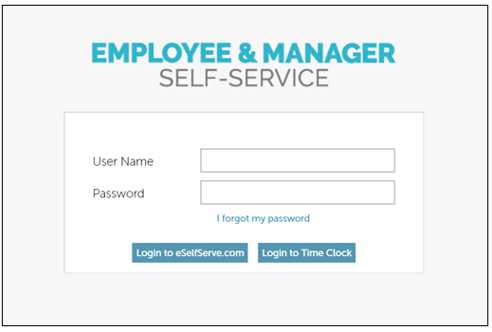 EMPLOYEE & MANAGER
SELF-SERVICE
User Name
Password
I forgot my password
Login to eSelfServe.com Login to Time Clock